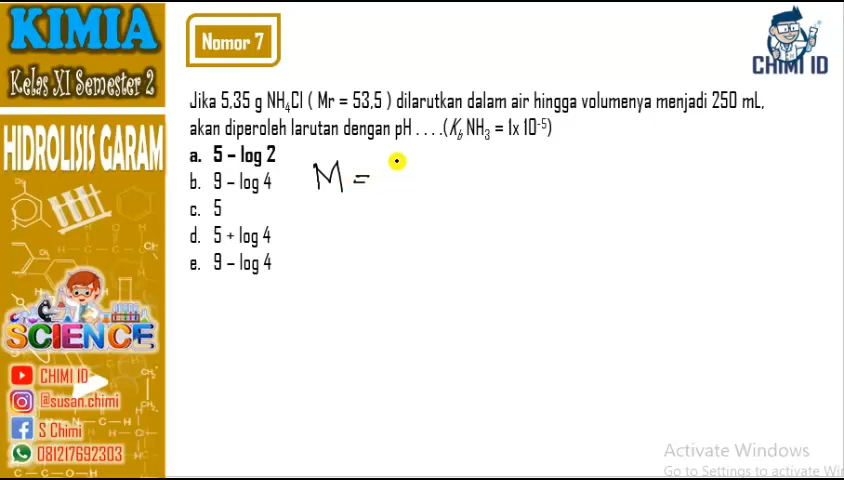 KIMIA
Kelas XI Semester 2
HIDROLISIS GARAM
SCIENCE
CHIMI ID
@susan.chimi
S Chimi
081217692303
Nomor 7
CHIMI ID
Jika 5,35 g NH₄Cl ( Mr = 53,5 ) dilarutkan dalam air hingga volumenya menjadi 250 mL,
akan diperoleh larutan dengan pH . . . .(K_b NH₃ = 1x 10⁻⁵)
a. 5 – log 2
b. 9 – log 4
c. 5
d. 5 + log 4
e. 9 – log 4
M =
Activate Windows
Go to Settings to activate Wi